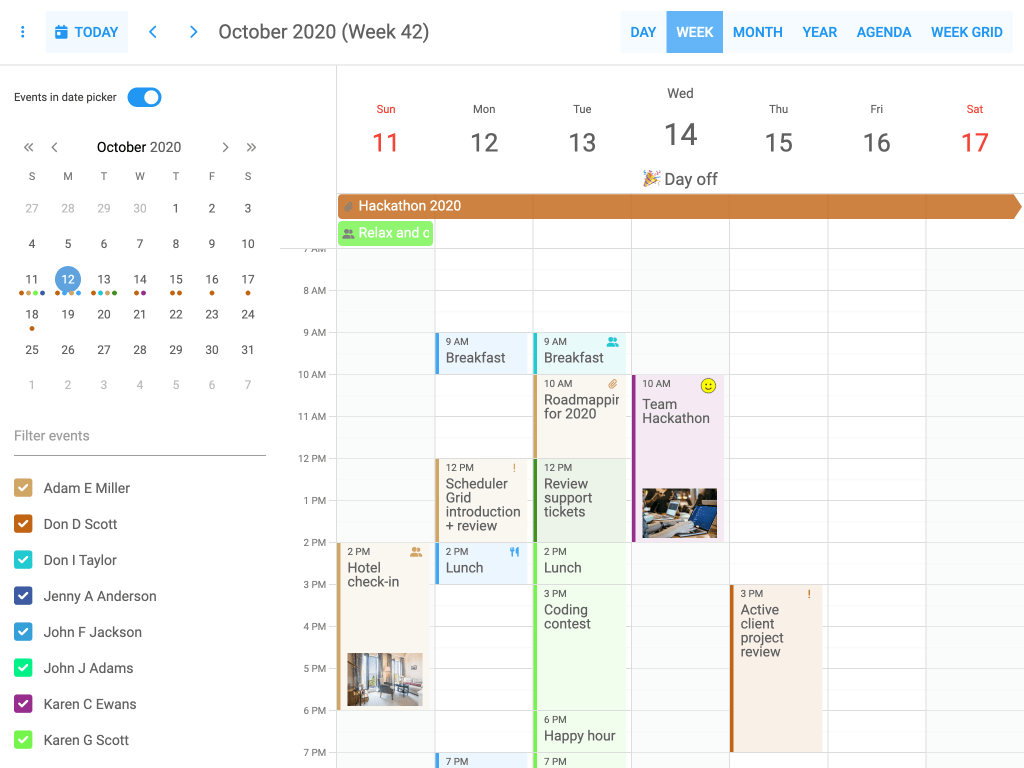 TODAY
October 2020 (Week 42)
DAY
WEEK
MONTH
YEAR
AGENDA
WEEK GRID
Events in date picker
October 2020
S M T W T F S
27 28 29 30 1 2 3
4 5 6 7 8 9 10
11 12 13 14 15 16 17
18 19 20 21 22 23 24
25 26 27 28 29 30 31
1 2 3 4 5 6 7
Filter events
Adam E Miller
Don D Scott
Don I Taylor
Jenny A Anderson
John F Jackson
John J Adams
Karen C Ewans
Karen G Scott
Sun
11
Mon
12
Tue
13
Wed
14
Day off
Thu
15
Fri
16
Sat
17
Hackathon 2020
Relax and c
7 AM
8 AM
9 AM
10 AM
11 AM
12 PM
1 PM
2 PM
3 PM
4 PM
5 PM
6 PM
7 PM
2 PM
Hotel
check-in
9 AM
Breakfast
12 PM
Scheduler
Grid
introduction
+ review
2 PM
Lunch
7 PM
9 AM
Breakfast
10 AM
Roadmappin
for 2020
12 PM
Review
support
tickets
2 PM
Lunch
3 PM
Coding
contest
6 PM
Happy hour
7 PM
10 AM
Team
Hackathon
3 PM
Active
client
project
review